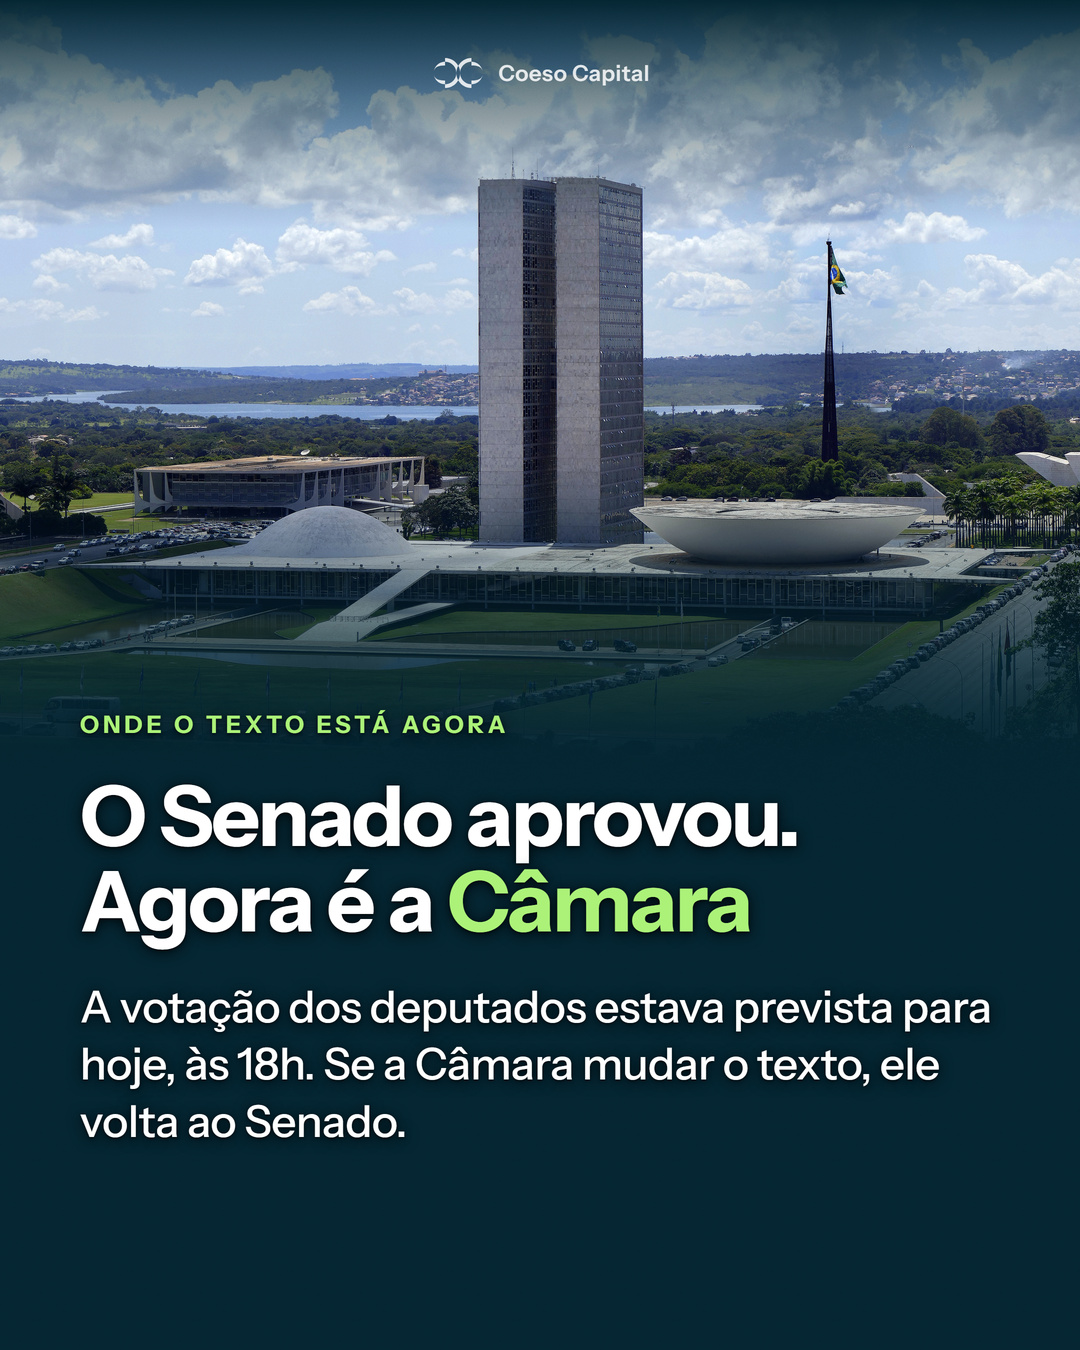 Coeso Capital
ONDE O TEXTO ESTÁ AGORA
O Senado aprovou.
Agora é a Câmara
A votação dos deputados estava prevista para
hoje, às 18h. Se a Câmara mudar o texto, ele
volta ao Senado.